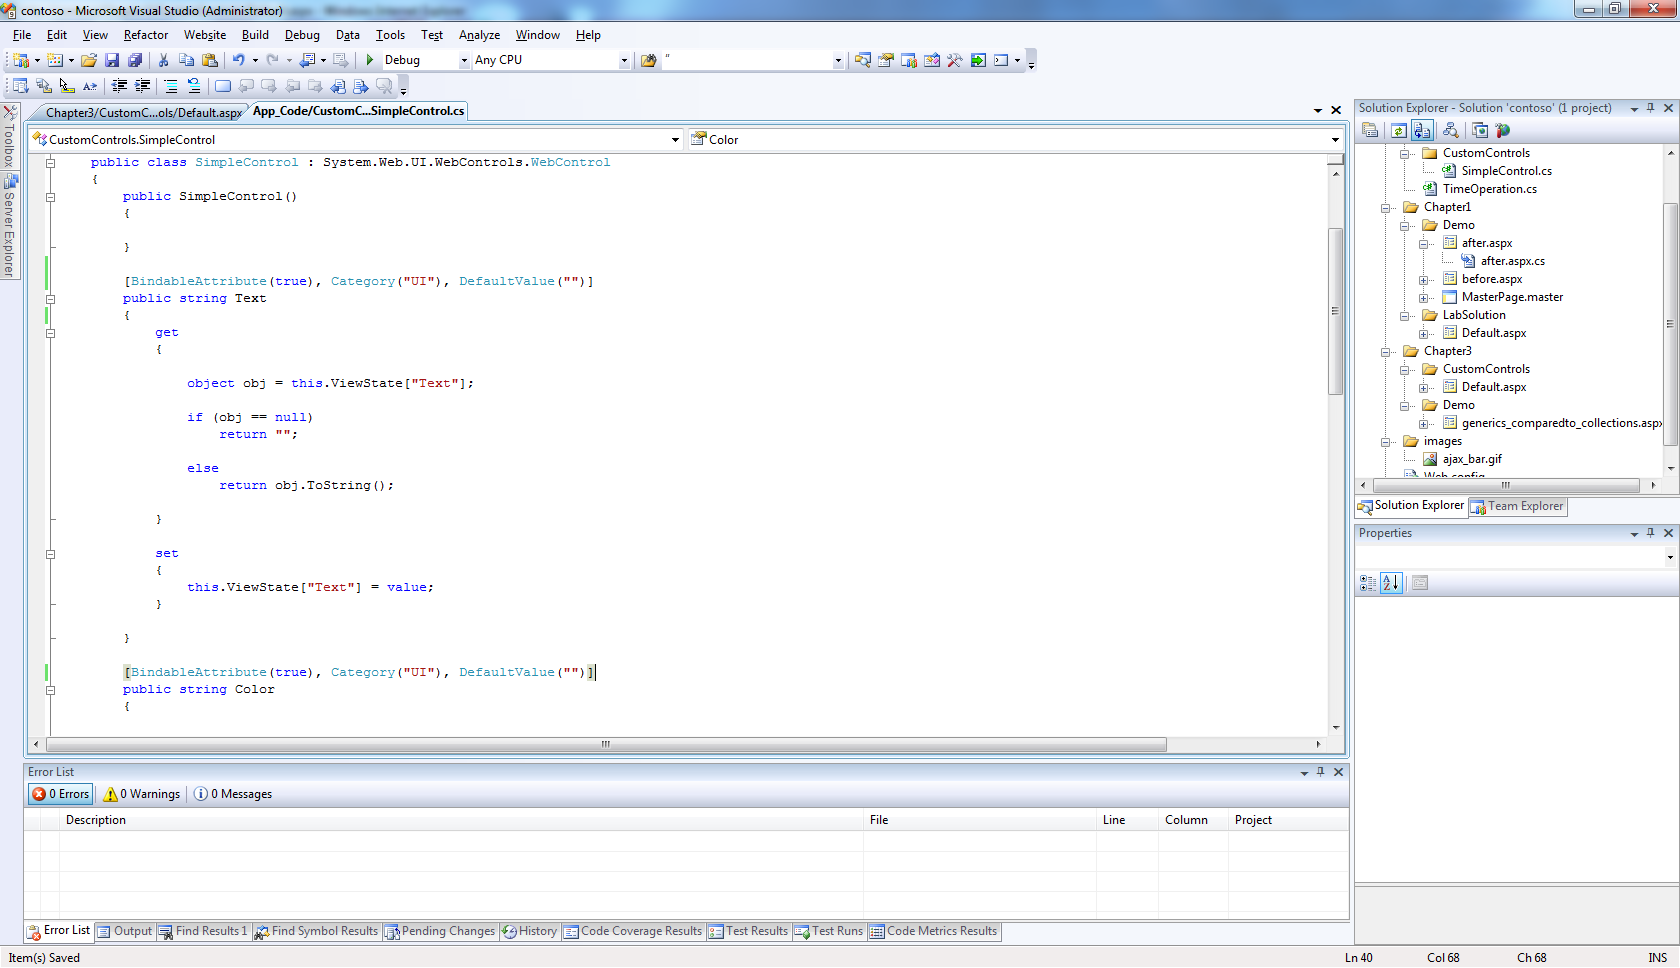 contoso - Microsoft Visual Studio (Administrator)
File Edit View Refactor Website Build Debug Data Tools Test Analyze Window Help
Debug Any CPU "
Toolbox
Server Explorer
Chapter3/CustomC...ols/Default.aspx App_Code/CustomC...SimpleControl.cs
CustomControls.SimpleControl Color
public class SimpleControl : System.Web.UI.WebControls.WebControl
{
public SimpleControl()
{
}
[BindableAttribute(true), Category("UI"), DefaultValue("")]
public string Text
{
get
{
object obj = this.ViewState["Text"];
if (obj == null)
return "";
else
return obj.ToString();
}
set
{
this.ViewState["Text"] = value;
}
}
[BindableAttribute(true), Category("UI"), DefaultValue("")]
public string Color
{
Error List
0 Errors 0 Warnings 0 Messages
Description File Line Column Project
Error List Output Find Results 1 Find Symbol Results Pending Changes History Code Coverage Results Test Results Test Runs Code Metrics Results
Solution Explorer - Solution 'contoso' (1 project)
CustomControls
SimpleControl.cs
TimeOperation.cs
Chapter1
Demo
after.aspx
after.aspx.cs
before.aspx
MasterPage.master
LabSolution
Default.aspx
Chapter3
CustomControls
Default.aspx
Demo
generics_comparedto_collections.aspx
images
ajax_bar.gif
Web.config
Solution Explorer Team Explorer
Properties
Item(s) Saved Ln 40 Col 68 Ch 68 INS